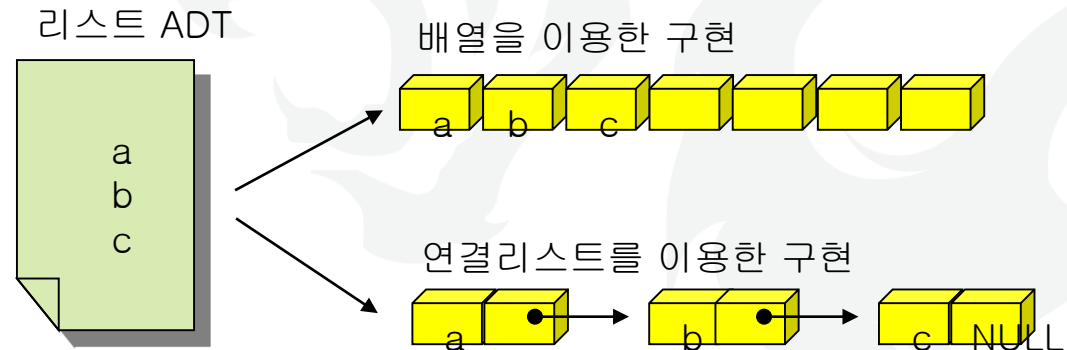 리스트 ADT
a
b
c
배열을 이용한 구현
a b c
연결리스트를 이용한 구현
a b c NULL